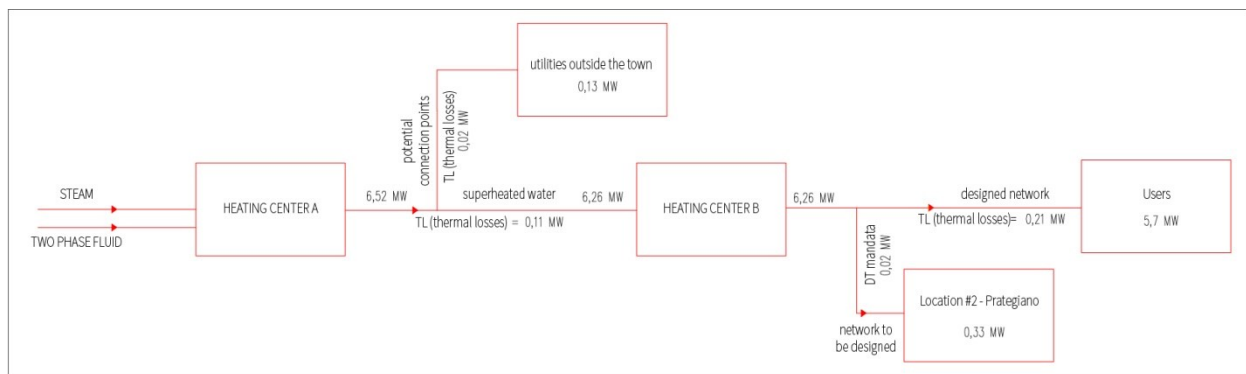 utilities outside the town
0,13 MW
potential
connection points
TL (thermal losses)
0,02 MW
STEAM
TWO PHASE FLUID
HEATING CENTER A
6,52 MW
superheated water
TL (thermal losses) = 0,11 MW
6,26 MW
HEATING CENTER B
6,26 MW
designed network
TL (thermal losses)= 0,21 MW
Users
5,7 MW
DT mandata
0,02 MW
network to
be designed
Location #2 - Prategiano
0,33 MW